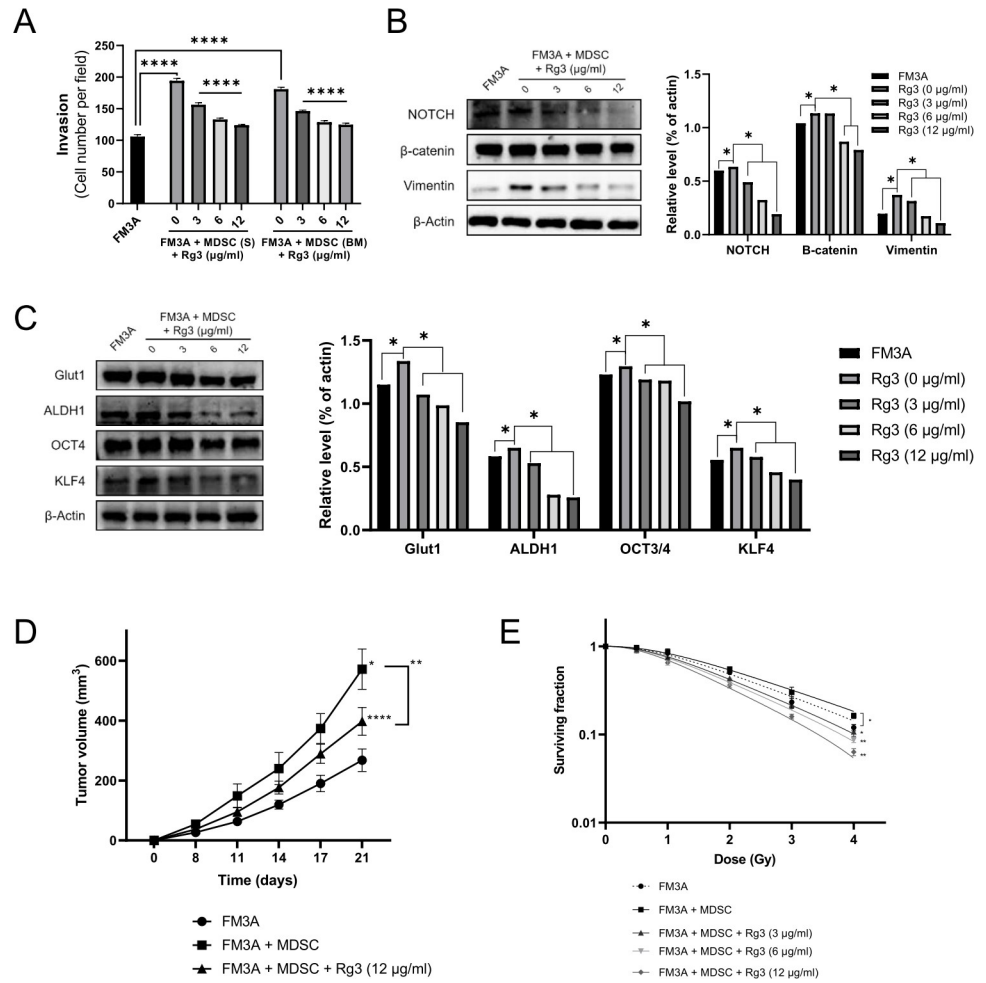 A
Invasion
(Cell number per field)
250
200
150
100
50
0
****
****
****
****
FM3A
0
3
6
12
0
3
6
12
FM3A + MDSC (S)
+ Rg3 (µg/ml)
FM3A + MDSC (BM)
+ Rg3 (µg/ml)
B
FM3A + MDSC
+ Rg3 (µg/ml)
FM3A
0
3
6
12
NOTCH
β-catenin
Vimentin
β-Actin
Relative level (% of actin)
1.5
1.0
0.5
0.0
*
*
*
*
*
*
NOTCH
B-catenin
Vimentin
FM3A
Rg3 (0 µg/ml)
Rg3 (3 µg/ml)
Rg3 (6 µg/ml)
Rg3 (12 µg/ml)
C
FM3A + MDSC
+ Rg3 (µg/ml)
FM3A
0
3
6
12
Glut1
ALDH1
OCT4
KLF4
β-Actin
Relative level (% of actin)
1.5
1.0
0.5
0.0
*
*
*
*
*
*
*
*
Glut1
ALDH1
OCT3/4
KLF4
FM3A
Rg3 (0 µg/ml)
Rg3 (3 µg/ml)
Rg3 (6 µg/ml)
Rg3 (12 µg/ml)
D
Tumor volume (mm³)
600
400
200
0
*
**
****
0
8
11
14
17
21
Time (days)
FM3A
FM3A + MDSC
FM3A + MDSC + Rg3 (12 µg/ml)
E
Surviving fraction
1
0.1
0.01
*
*
**
**
0
1
2
3
4
Dose (Gy)
FM3A
FM3A + MDSC
FM3A + MDSC + Rg3 (3 µg/ml)
FM3A + MDSC + Rg3 (6 µg/ml)
FM3A + MDSC + Rg3 (12 µg/ml)